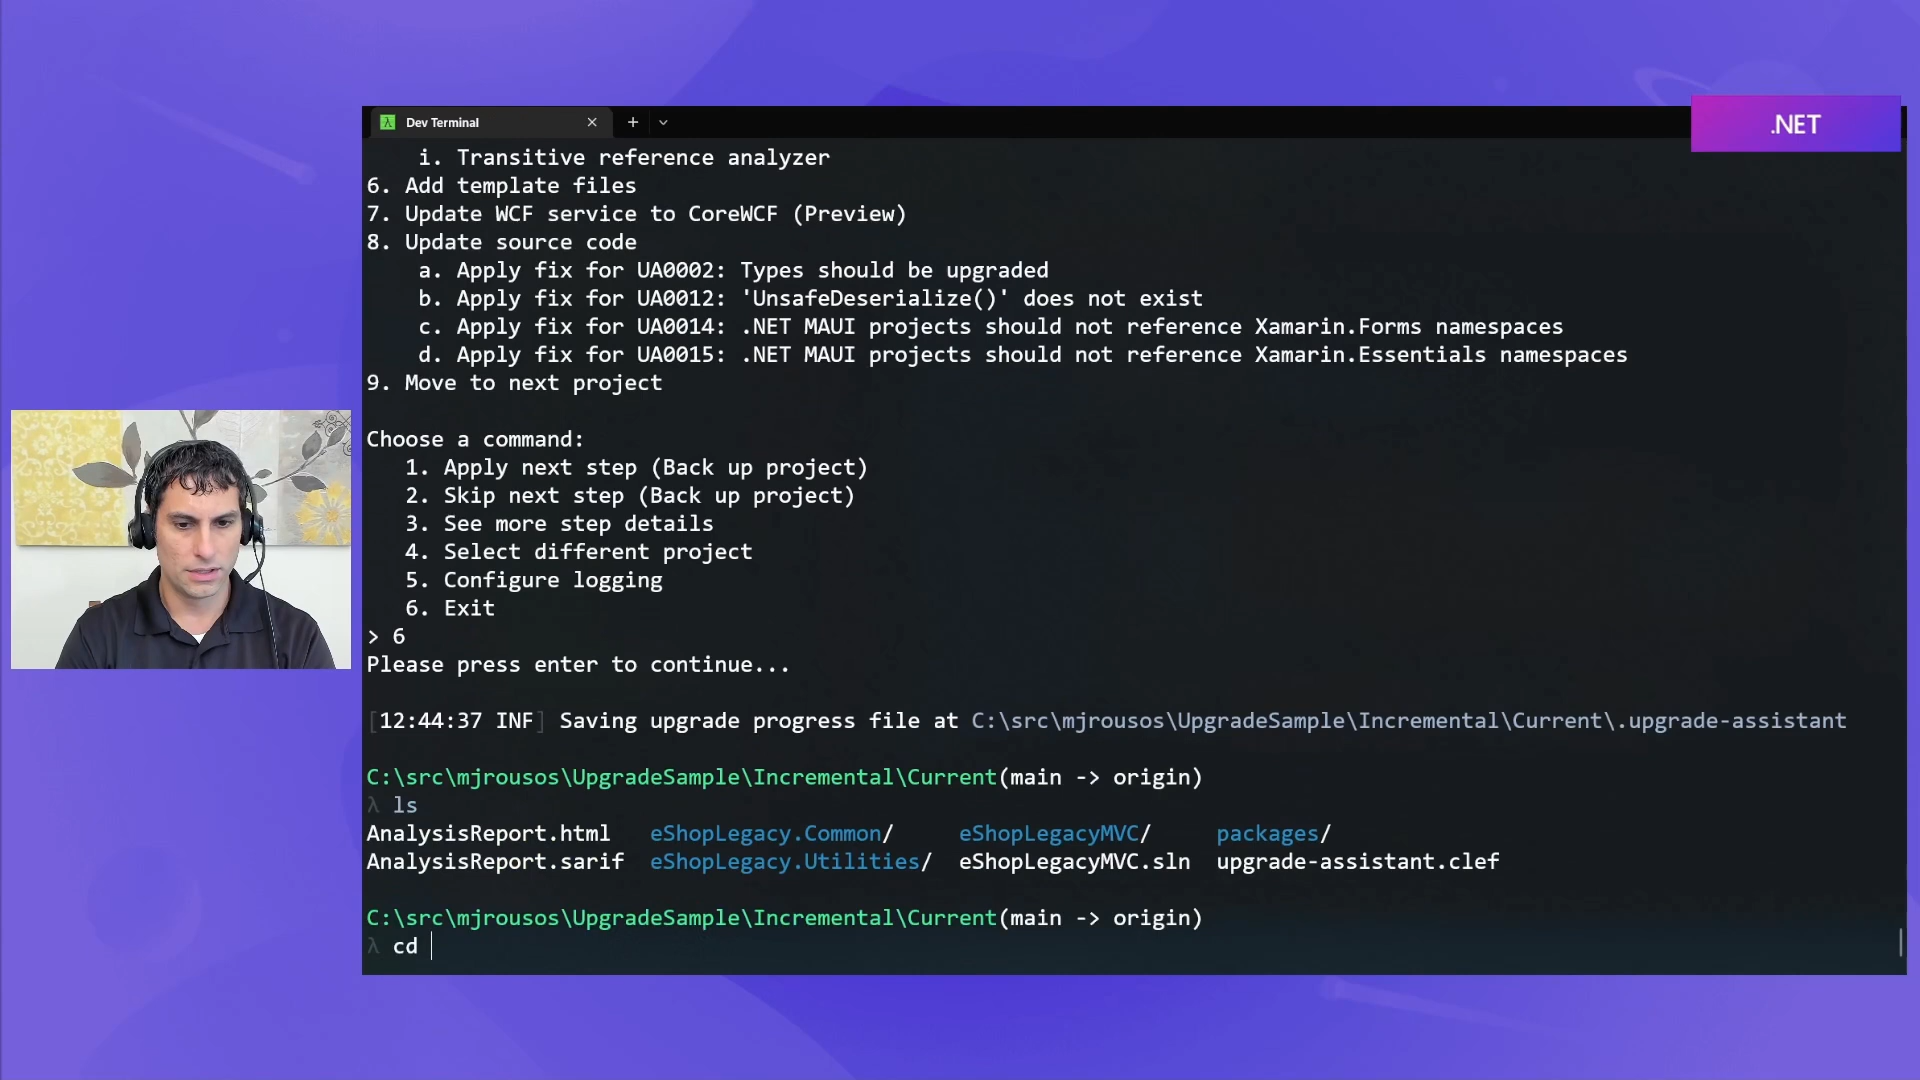 Dev Terminal
.NET
i. Transitive reference analyzer
6. Add template files
7. Update WCF service to CoreWCF (Preview)
8. Update source code
a. Apply fix for UA0002: Types should be upgraded
b. Apply fix for UA0012: 'UnsafeDeserialize()' does not exist
c. Apply fix for UA0014: .NET MAUI projects should not reference Xamarin.Forms namespaces
d. Apply fix for UA0015: .NET MAUI projects should not reference Xamarin.Essentials namespaces
9. Move to next project
Choose a command:
1. Apply next step (Back up project)
2. Skip next step (Back up project)
3. See more step details
4. Select different project
5. Configure logging
6. Exit
> 6
Please press enter to continue...
[12:44:37 INF] Saving upgrade progress file at C:\src\mjrousos\UpgradeSample\Incremental\Current\.upgrade-assistant
C:\src\mjrousos\UpgradeSample\Incremental\Current(main -> origin)
λ ls
AnalysisReport.html eShopLegacy.Common/ eShopLegacyMVC/ packages/
AnalysisReport.sarif eShopLegacy.Utilities/ eShopLegacyMVC.sln upgrade-assistant.clef
C:\src\mjrousos\UpgradeSample\Incremental\Current(main -> origin)
λ cd